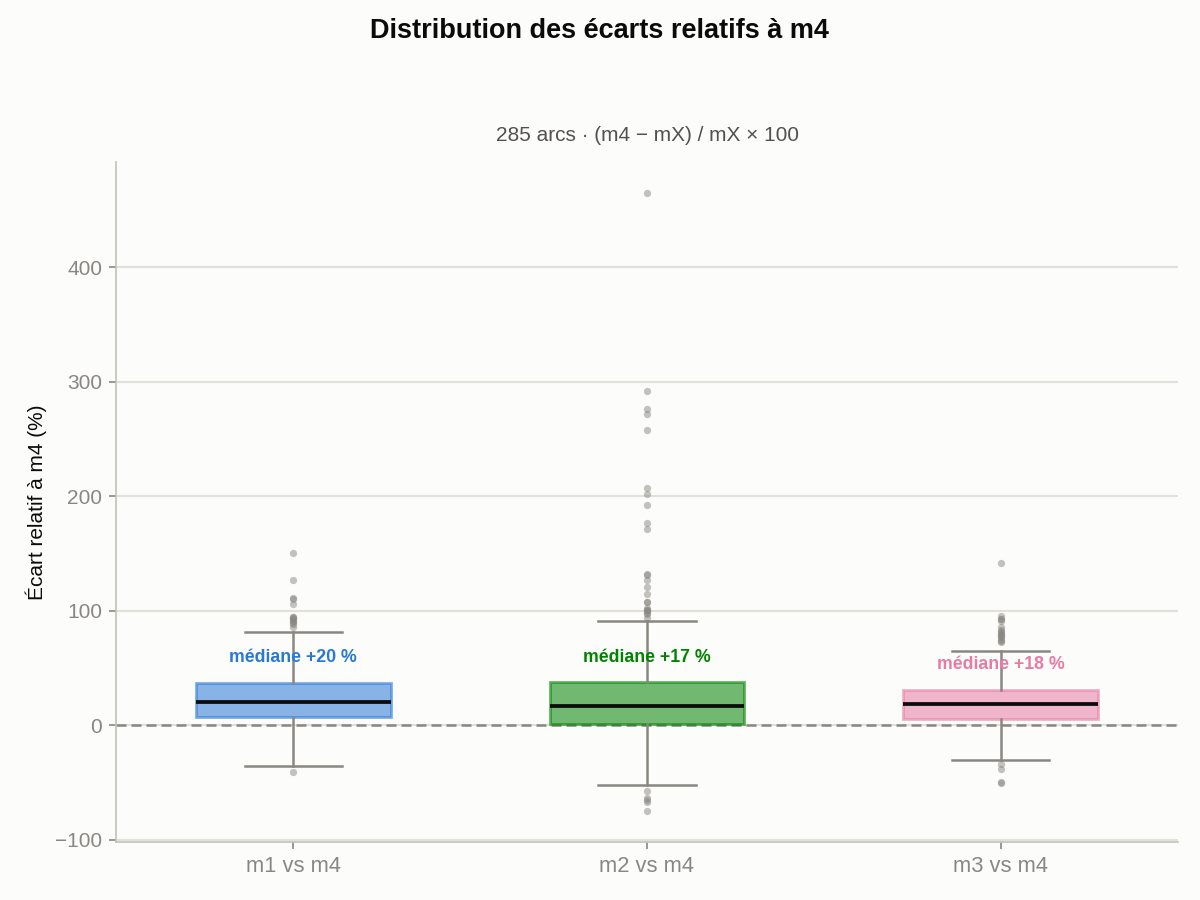 Distribution des écarts relatifs à m4
285 arcs · (m4 − mX) / mX × 100
Écart relatif à m4 (%)
400
300
200
100
0
−100
médiane +20 %
médiane +17 %
médiane +18 %
m1 vs m4
m2 vs m4
m3 vs m4